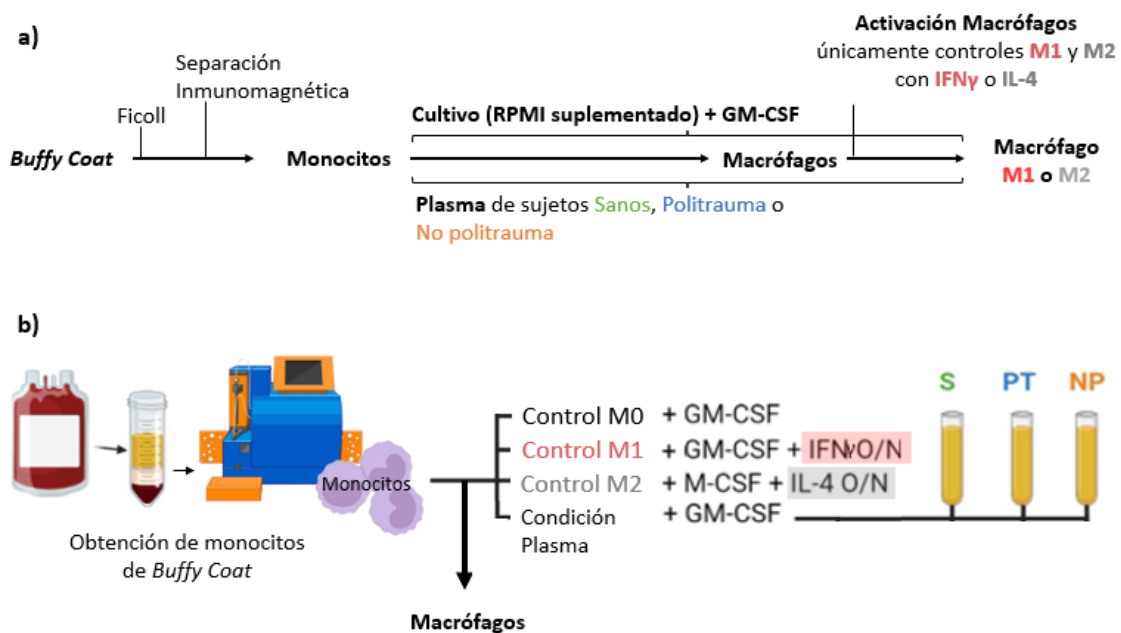 a)
Activación Macrófagos
únicamente controles M1 y M2
con IFNγ o IL-4
Separación
Inmunomagnética
Ficoll
Cultivo (RPMI suplementado) + GM-CSF
Buffy Coat
Monocitos
Macrófagos
Macrófago
M1 o M2
Plasma de sujetos Sanos, Politrauma o
No politrauma
b)
S PT NP
Control M0 + GM-CSF
Control M1 + GM-CSF + IFNγO/N
Control M2 + M-CSF + IL-4 O/N
Condición + GM-CSF
Plasma
Monocitos
Obtención de monocitos
de Buffy Coat
Macrófagos